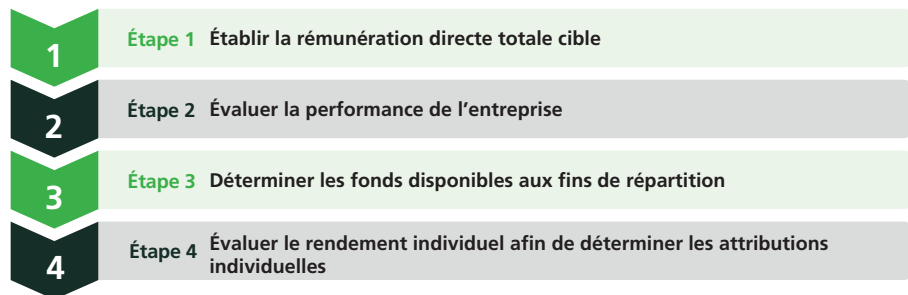 1
Étape 1 Établir la rémunération directe totale cible
2
Étape 2 Évaluer la performance de l’entreprise
3
Étape 3 Déterminer les fonds disponibles aux fins de répartition
4
Étape 4 Évaluer le rendement individuel afin de déterminer les attributions
individuelles